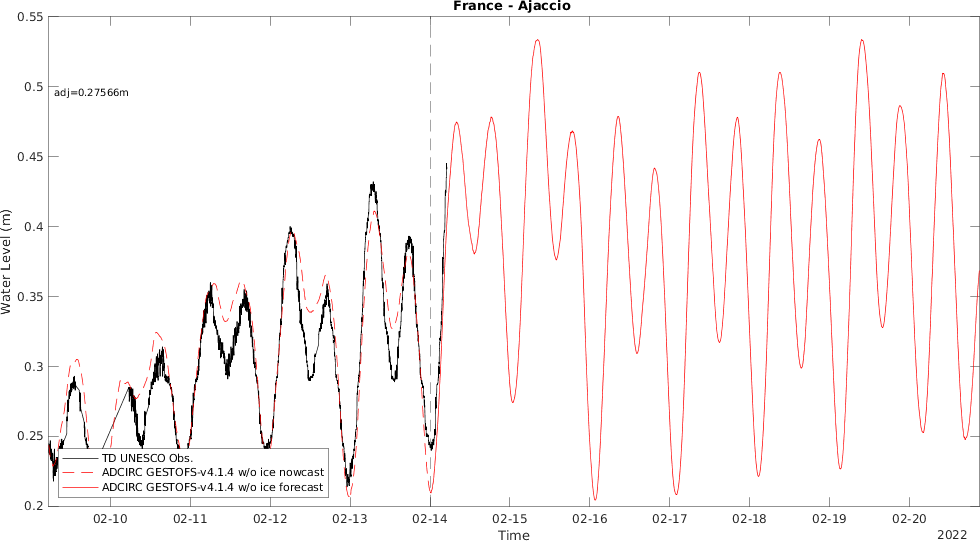 France - Ajaccio
0.55
0.5
0.45
0.4
0.35
0.3
0.25
0.2
Water Level (m)
adj=0.27566m
TD UNESCO Obs.
ADCIRC GESTOFS-v4.1.4 w/o ice nowcast
ADCIRC GESTOFS-v4.1.4 w/o ice forecast
02-10 02-11 02-12 02-13 02-14 02-15 02-16 02-17 02-18 02-19 02-20
Time
2022